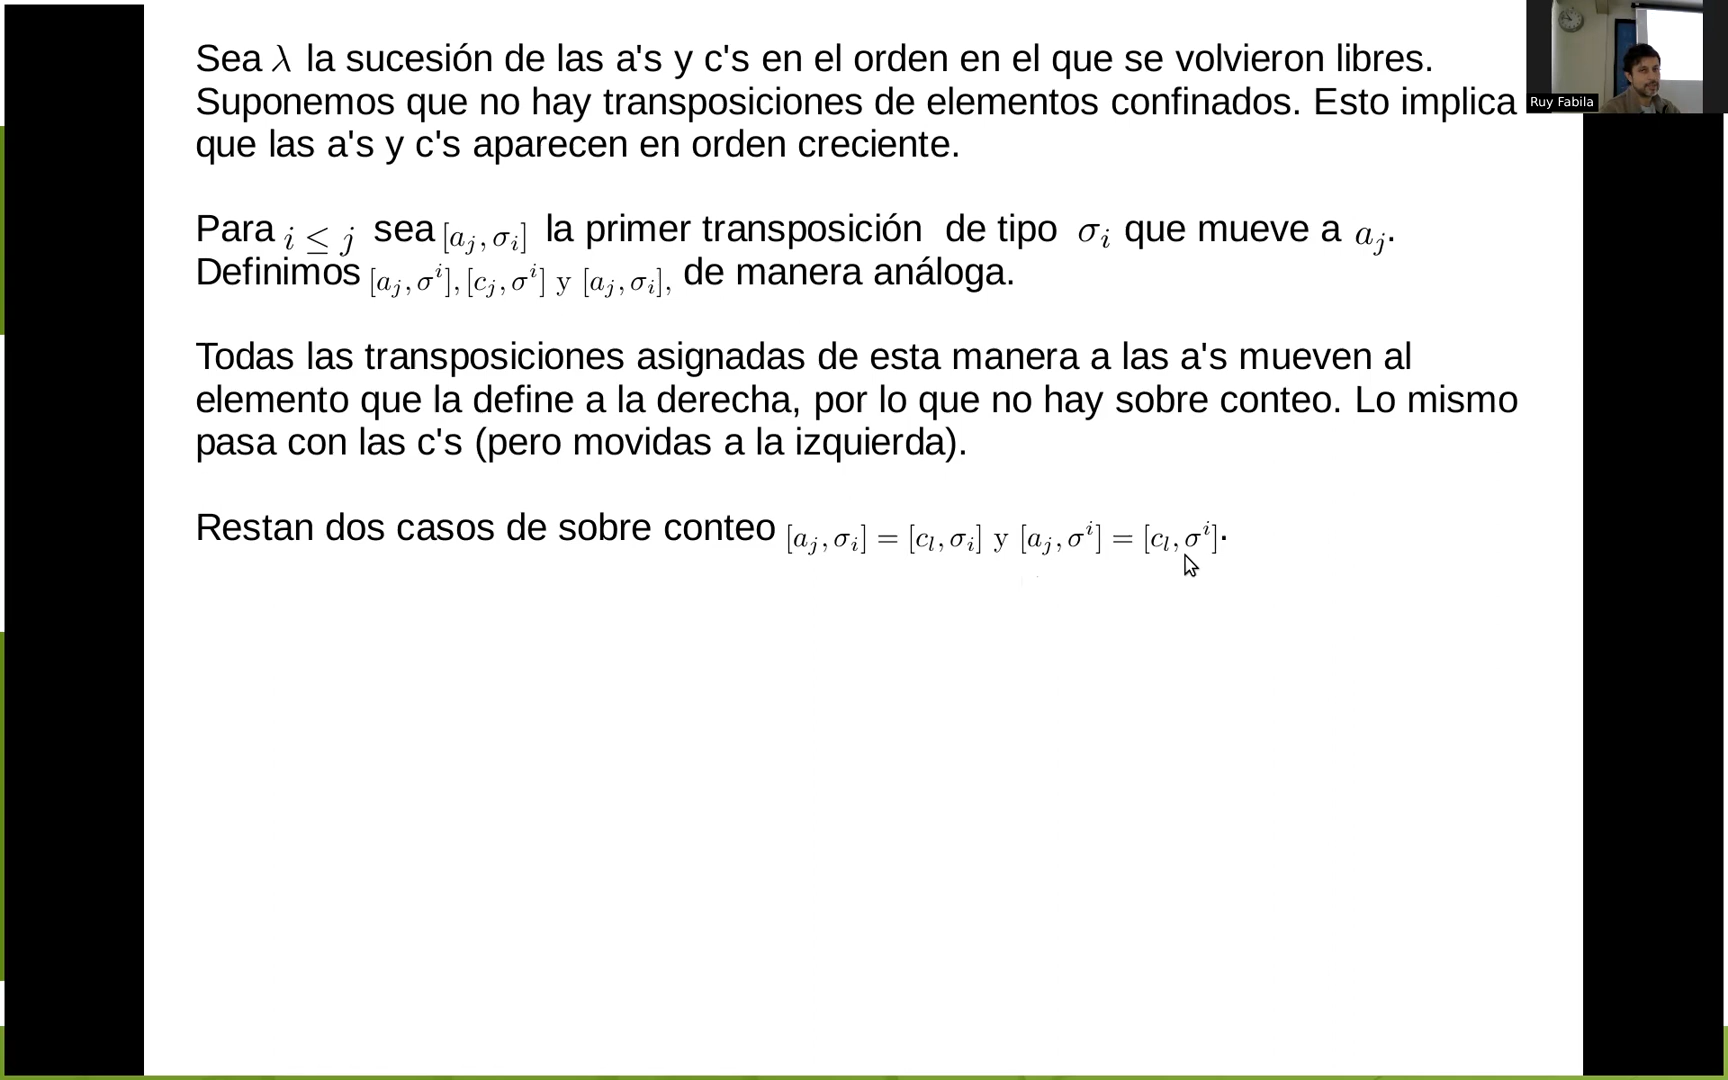 Sea λ la sucesión de las a's y c's en el orden en el que se volvieron libres.
Suponemos que no hay transposiciones de elementos confinados. Esto implica
que las a's y c's aparecen en orden creciente.
Para i ≤ j sea [a_j, σ_i] la primer transposición de tipo σ_i que mueve a a_j.
Definimos [a_j, σ^i], [c_j, σ^i] y [a_j, σ_i], de manera análoga.
Todas las transposiciones asignadas de esta manera a las a's mueven al
elemento que la define a la derecha, por lo que no hay sobre conteo. Lo mismo
pasa con las c's (pero movidas a la izquierda).
Restan dos casos de sobre conteo [a_j, σ_i] = [c_l, σ_i] y [a_j, σ^i] = [c_l, σ^i].
Ruy Fabila